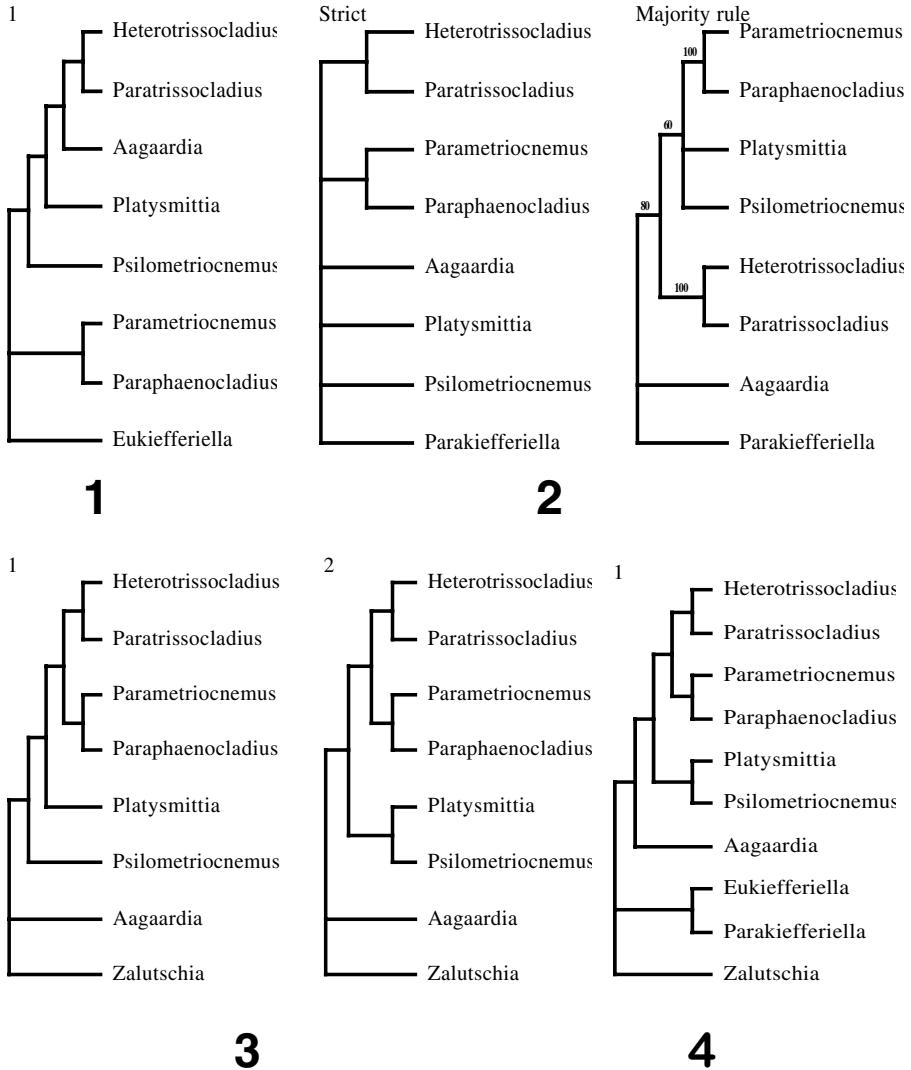 1
Heterotrissocladius
Paratrissocladius
Aagaardia
Platysmittia
Psilometriocnemus
Parametriocnemus
Paraphaenocladius
Eukiefferiella
1
Strict
Heterotrissocladius
Paratrissocladius
Parametriocnemus
Paraphaenocladius
Aagaardia
Platysmittia
Psilometriocnemus
Parakiefferiella
Majority rule
100
Parametriocnemus
Paraphaenocladius
60
Platysmittia
Psilometriocnemus
80
Heterotrissocladius
100
Paratrissocladius
Aagaardia
Parakiefferiella
2
1
Heterotrissocladius
Paratrissocladius
Parametriocnemus
Paraphaenocladius
Platysmittia
Psilometriocnemus
Aagaardia
Zalutschia
2
Heterotrissocladius
Paratrissocladius
Parametriocnemus
Paraphaenocladius
Platysmittia
Psilometriocnemus
Aagaardia
Zalutschia
3
1
Heterotrissocladius
Paratrissocladius
Parametriocnemus
Paraphaenocladius
Platysmittia
Psilometriocnemus
Aagaardia
Eukiefferiella
Parakiefferiella
Zalutschia
4